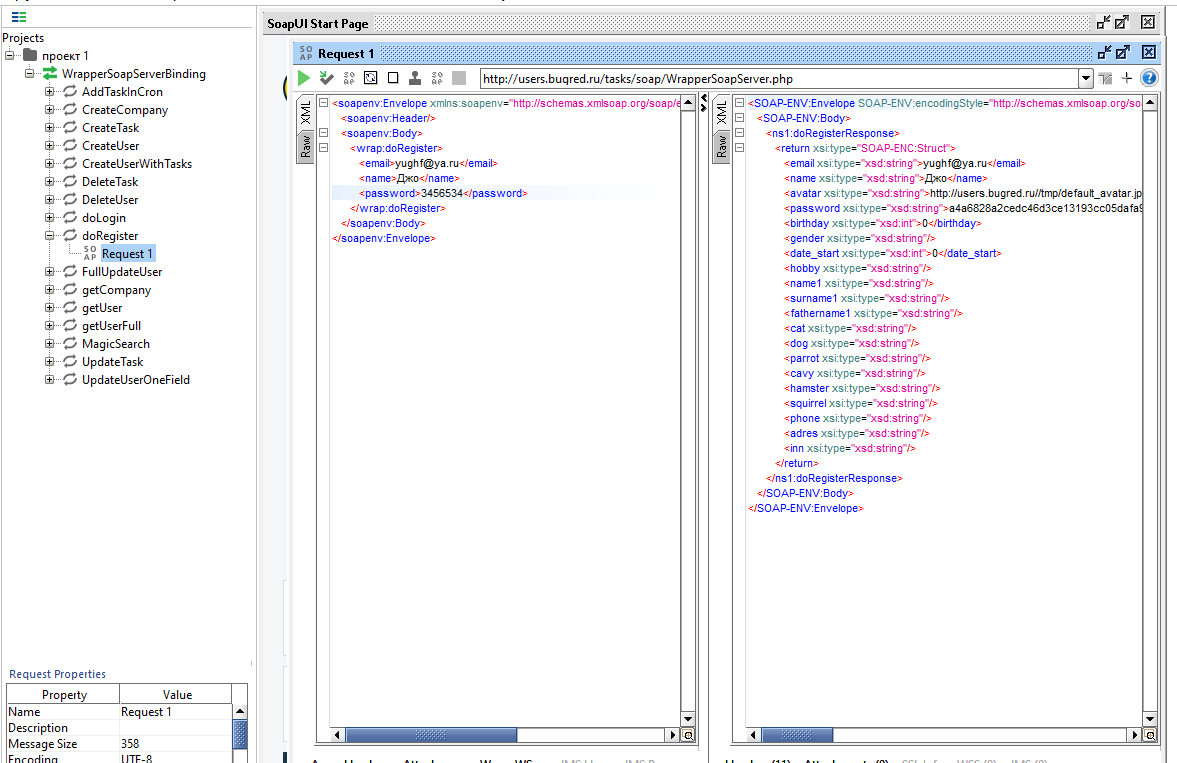 SoapUI Start Page
Projects
проект 1
WrapperSoapServerBinding
AddTaskInCron
CreateCompany
CreateTask
CreateUser
CreateUserWithTasks
DeleteTask
DeleteUser
doLogin
doRegister
SO AP Request 1
FullUpdateUser
getCompany
getUser
getUserFull
MagicSearch
UpdateTask
UpdateUserOneField
Request Properties
Property Value
Name Request 1
Description
Message Size 358
Encoding UTF-8
SO AP Request 1
http://users.bugred.ru/tasks/soap/WrapperSoapServer.php
XML
Raw
<soapenv:Envelope xmlns:soapenv="http://schemas.xmlsoap.org/soap/e
<soapenv:Header/>
<soapenv:Body>
<wrap:doRegister>
<email>yughf@ya.ru</email>
<name>Джо</name>
<password>3456534</password>
</wrap:doRegister>
</soapenv:Body>
</soapenv:Envelope>
XML
Raw
<SOAP-ENV:Envelope SOAP-ENV:encodingStyle="http://schemas.xmlsoap.org/so
<SOAP-ENV:Body>
<ns1:doRegisterResponse>
<return xsi:type="SOAP-ENC:Struct">
<email xsi:type="xsd:string">yughf@ya.ru</email>
<name xsi:type="xsd:string">Джо</name>
<avatar xsi:type="xsd:string">http://users.bugred.ru//tmp/default_avatar.jp
<password xsi:type="xsd:string">a4a6828a2cedc46d3ce13193cc05dafa9
<birthday xsi:type="xsd:int">0</birthday>
<gender xsi:type="xsd:string"/>
<date_start xsi:type="xsd:int">0</date_start>
<hobby xsi:type="xsd:string"/>
<name1 xsi:type="xsd:string"/>
<surname1 xsi:type="xsd:string"/>
<fathername1 xsi:type="xsd:string"/>
<cat xsi:type="xsd:string"/>
<dog xsi:type="xsd:string"/>
<parrot xsi:type="xsd:string"/>
<cavy xsi:type="xsd:string"/>
<hamster xsi:type="xsd:string"/>
<squirrel xsi:type="xsd:string"/>
<phone xsi:type="xsd:string"/>
<adres xsi:type="xsd:string"/>
<inn xsi:type="xsd:string"/>
</return>
</ns1:doRegisterResponse>
</SOAP-ENV:Body>
</SOAP-ENV:Envelope>